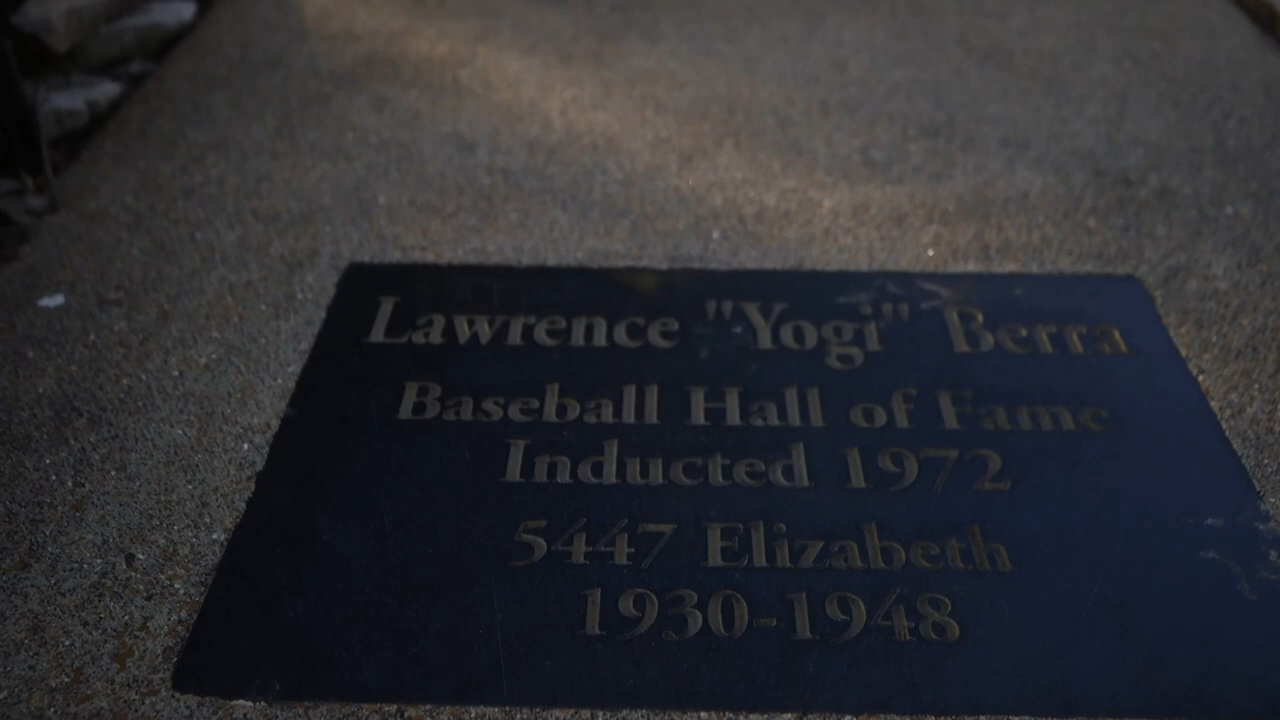 Lawrence "Yogi" Berra
Baseball Hall of Fame
Inducted 1972
5447 Elizabeth
1930-1948